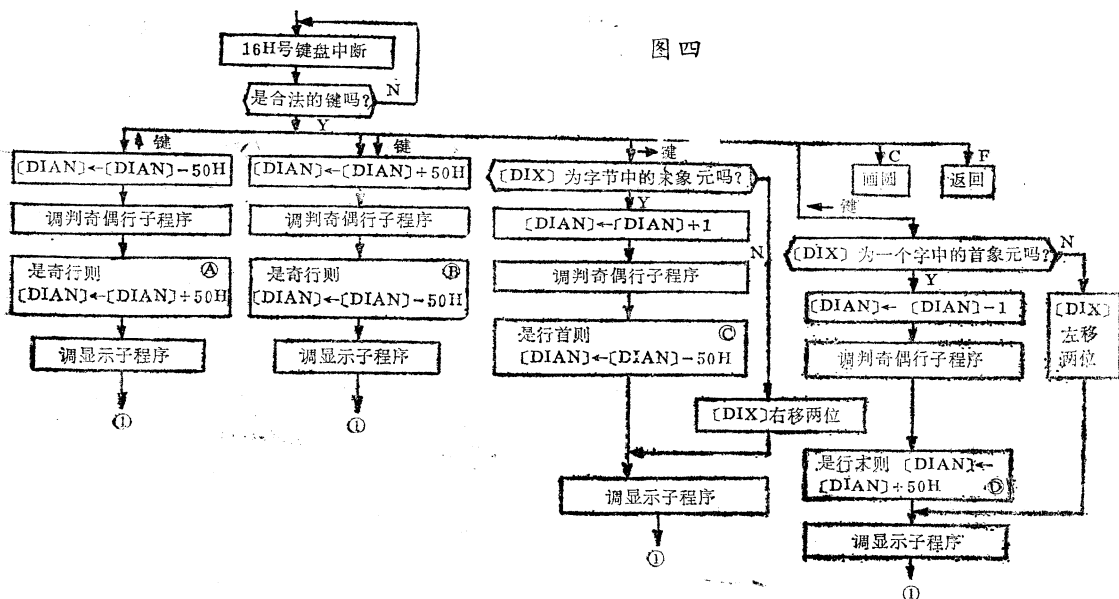 图四
16H号键盘中断
是合法的键吗?
N
Y
键
〔DIAN〕←〔DIAN〕-50H
调判奇偶行子程序
是奇行则 Ⓐ
〔DIAN〕←〔DIAN〕+50H
调显示子程序
①
键
〔DIAN〕←〔DIAN〕+50H
调判奇偶行子程序
是奇行则 Ⓑ
〔DIAN〕←〔DIAN〕-50H
调显示子程序
①
键
〔DIX〕为字节中的末象元吗?
Y
N
〔DIAN〕←〔DIAN〕+1
调判奇偶行子程序
是行首则 Ⓒ
〔DIAN〕←〔DIAN〕-50H
〔DIX〕右移两位
调显示子程序
①
键
〔DIX〕为一个字中的首象元吗?
Y
N
〔DIAN〕← 〔DIAN〕-1
调判奇偶行子程序
〔DIX〕
左移
两位
是行末则 〔DIAN〕←
〔DIAN〕+50H Ⓓ
调显示子程序
①
C
画圆
F
返回